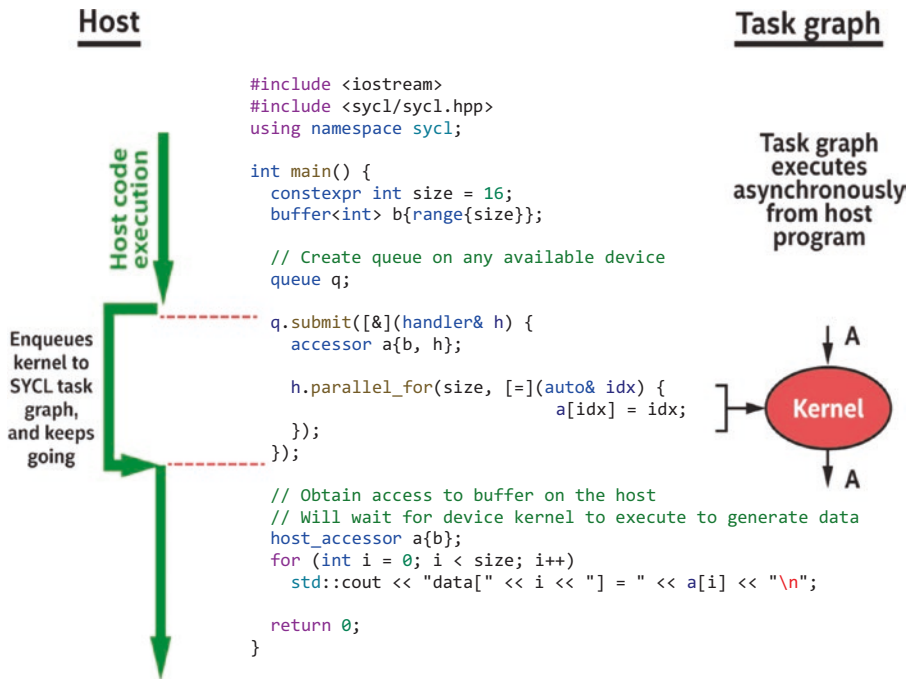 Host
Task graph
#include <iostream>
#include <sycl/sycl.hpp>
using namespace sycl;
int main() {
  constexpr int size = 16;
  buffer<int> b{range{size}};
  // Create queue on any available device
  queue q;
  q.submit([&](handler& h) {
    accessor a{b, h};
    h.parallel_for(size, [=](auto& idx) {
                                a[idx] = idx;
    });
  });
  // Obtain access to buffer on the host
  // Will wait for device kernel to execute to generate data
  host_accessor a{b};
  for (int i = 0; i < size; i++)
    std::cout << "data[" << i << "] = " << a[i] << "\n";
  return 0;
}
Host code
execution
Enqueues
kernel to
SYCL task
graph,
and keeps
going
Task graph
executes
asynchronously
from host
program
A
Kernel
A